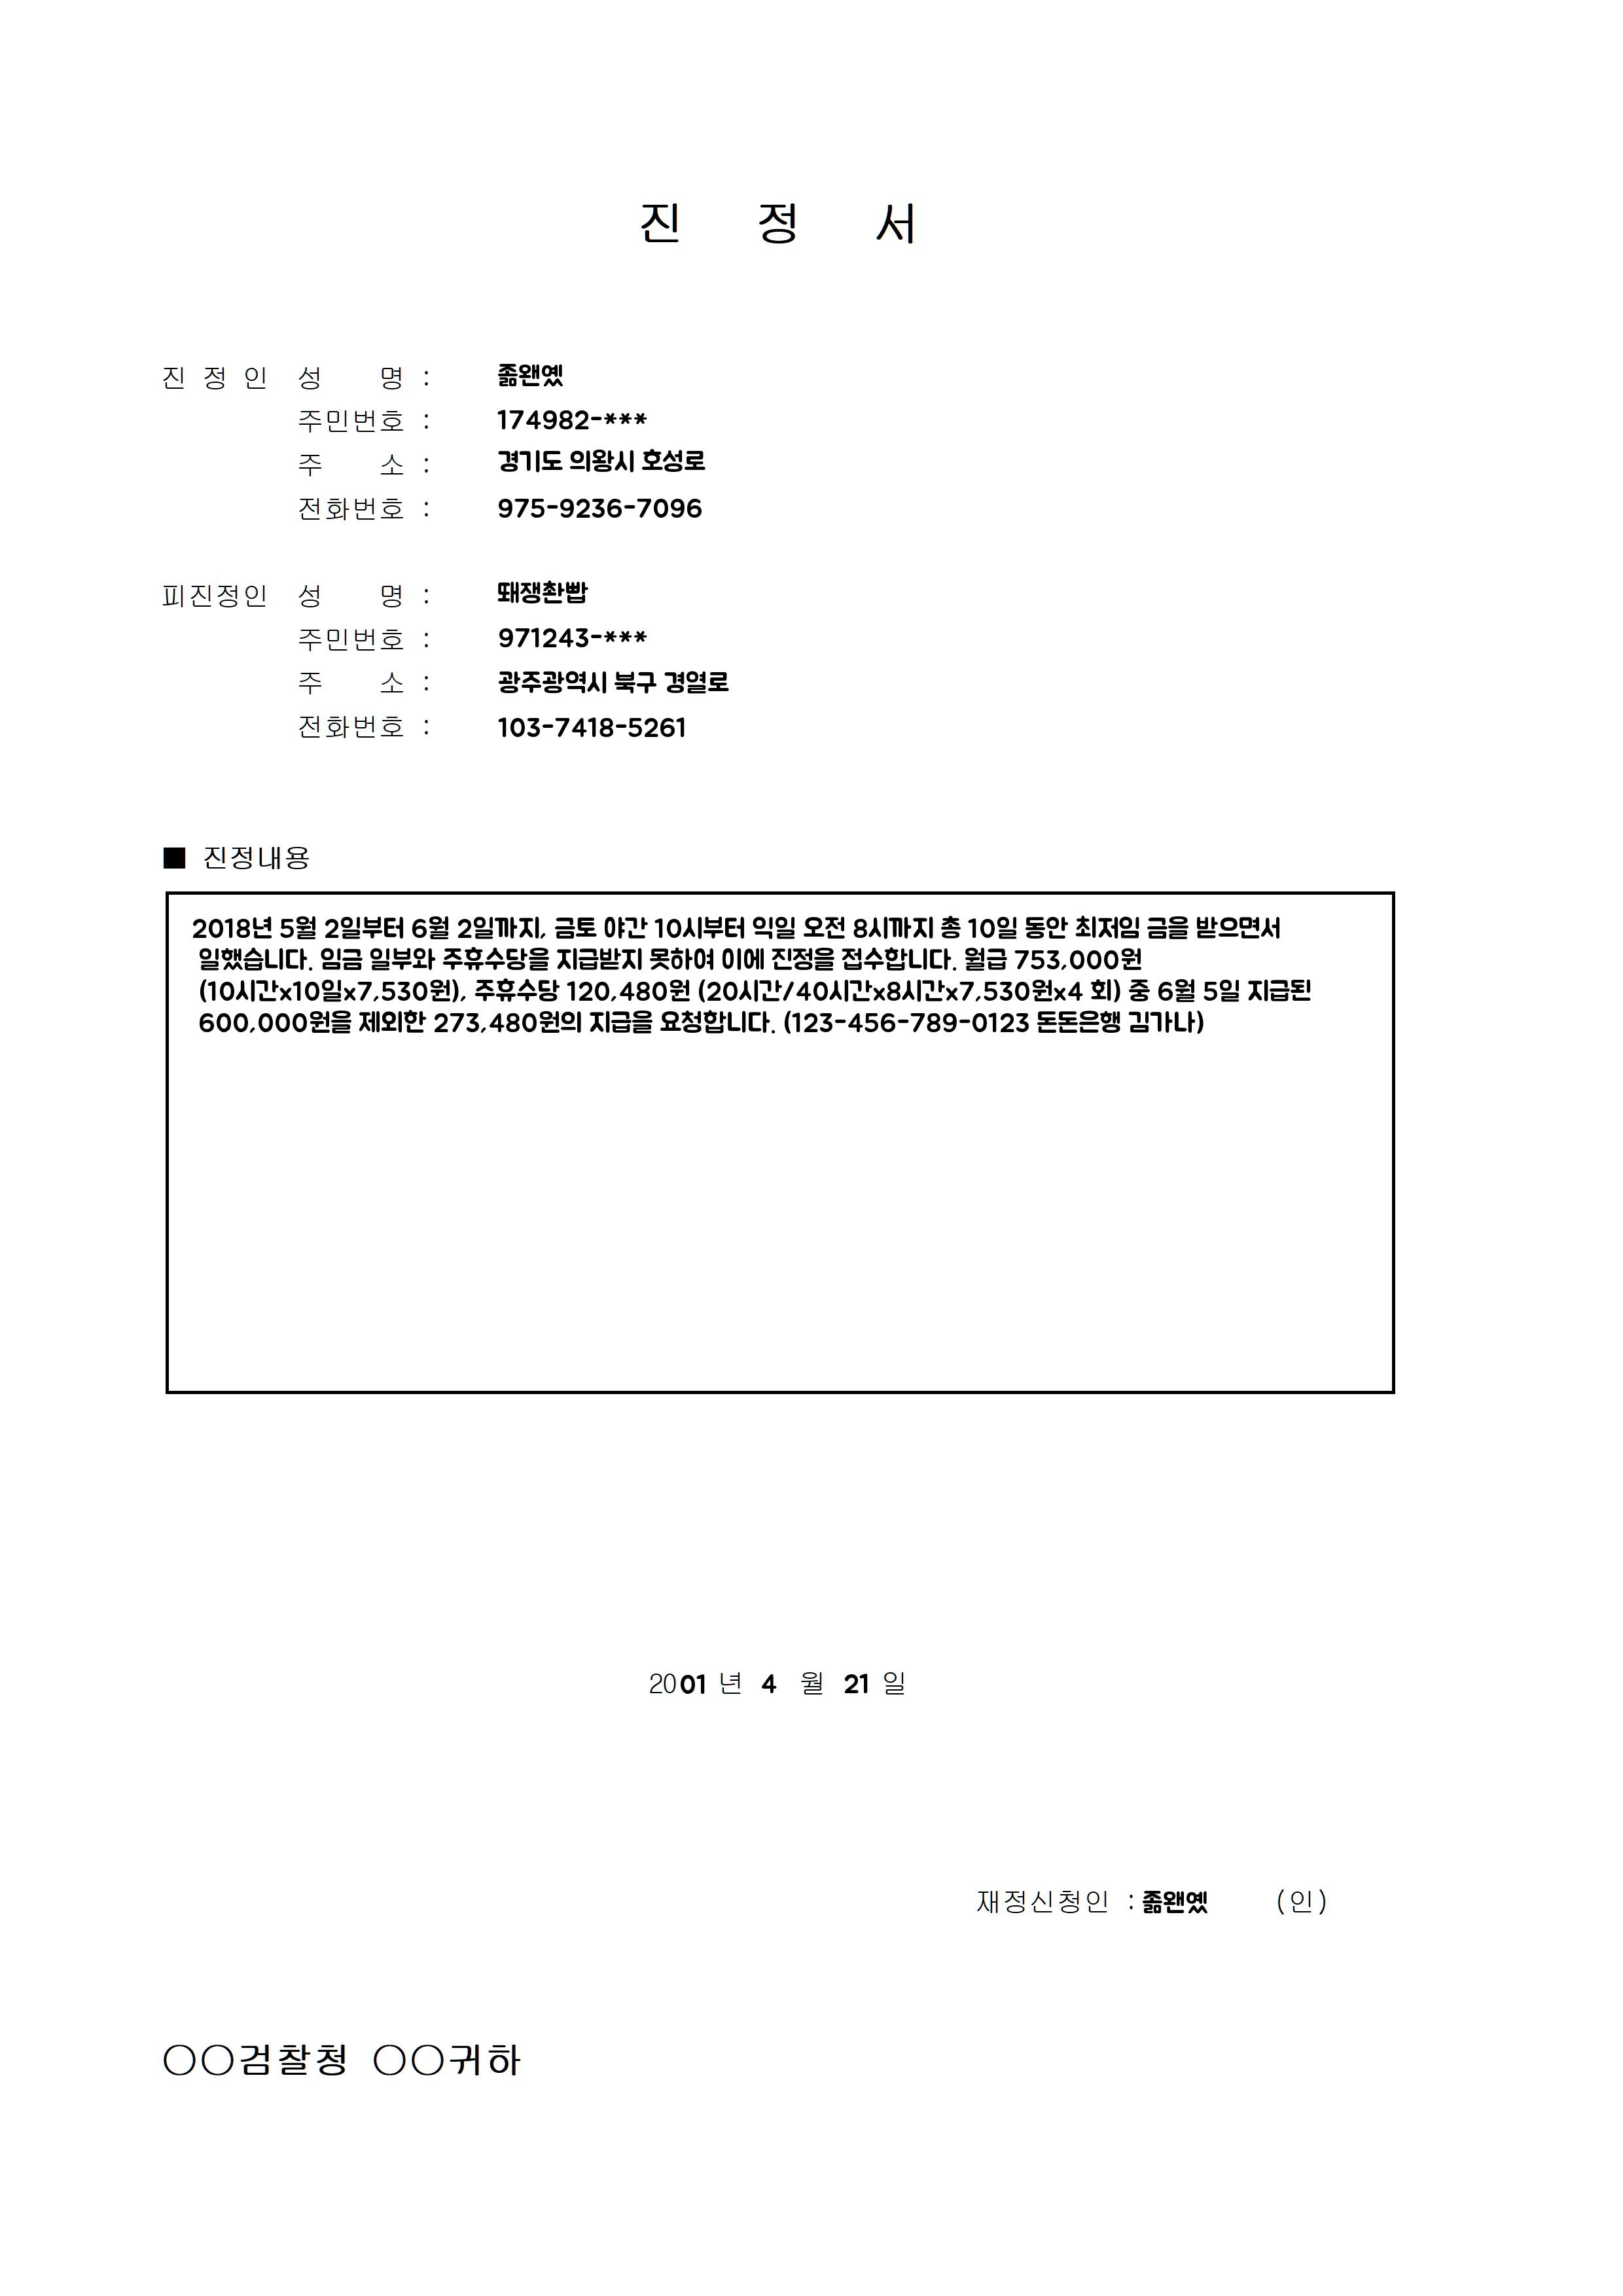 진 정 서
진 정 인 성 명 : 좂왠옜
주민번호 : 174982-***
주 소 : 경기도 의왕시 호성로
전화번호 : 975-9236-7096
피진정인 성 명 : 뙈쟁촨빱
주민번호 : 971243-***
주 소 : 광주광역시 북구 경열로
전화번호 : 103-7418-5261
■ 진정내용
2018년 5월 2일부터 6월 2일까지, 금토 야간 10시부터 익일 오전 8시까지 총 10일 동안 최저임 금을 받으면서
일했습니다. 임금 일부와 주휴수당을 지급받지 못하여 이에 진정을 접수합니다. 월급 753,000원
(10시간x10일x7,530원), 주휴수당 120,480원 (20시간/40시간x8시간x7,530원x4 회) 중 6월 5일 지급된
600,000원을 제외한 273,480원의 지급을 요청합니다. (123-456-789-0123 돈돈은행 김가나)
2001 년 4 월 21 일
재정신청인 : 좂왠옜 (인)
○○검찰청 ○○귀하